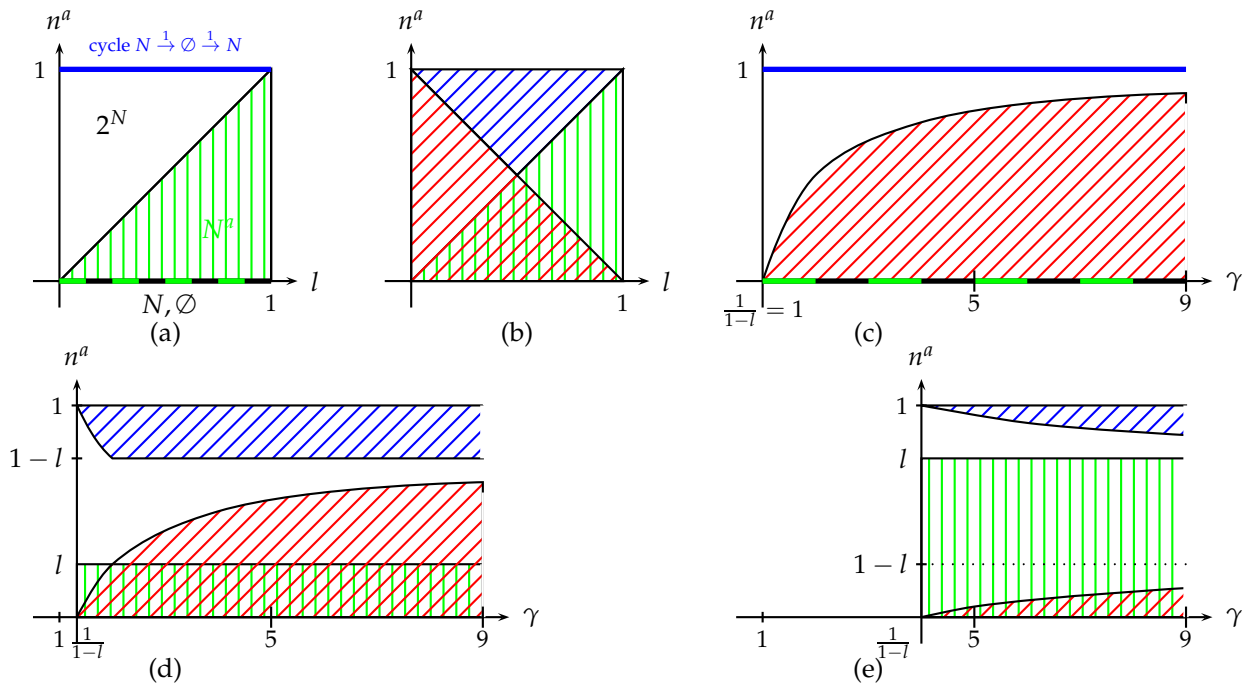 n^a
cycle N →^1 ∅ →^1 N
1
2^N
N^a
N, ∅
1
l
(a)
n^a
1
1
l
(b)
n^a
1
1/(1−l) = 1
5
9
γ
(c)
n^a
1
1 − l
l
1
1/(1−l)
5
9
γ
(d)
n^a
1
l
1 − l
1
1/(1−l)
5
9
γ
(e)